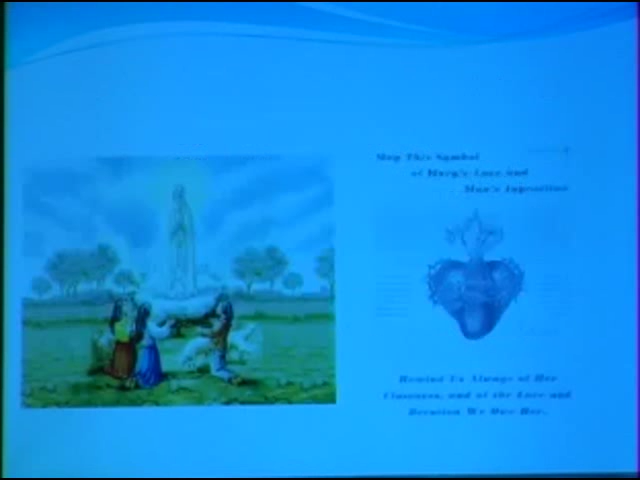 May This Symbol
of Mary's Love and
Man's
Remind Us Always of Her
Closeness, and of the Love and
Devotion We Owe Her.